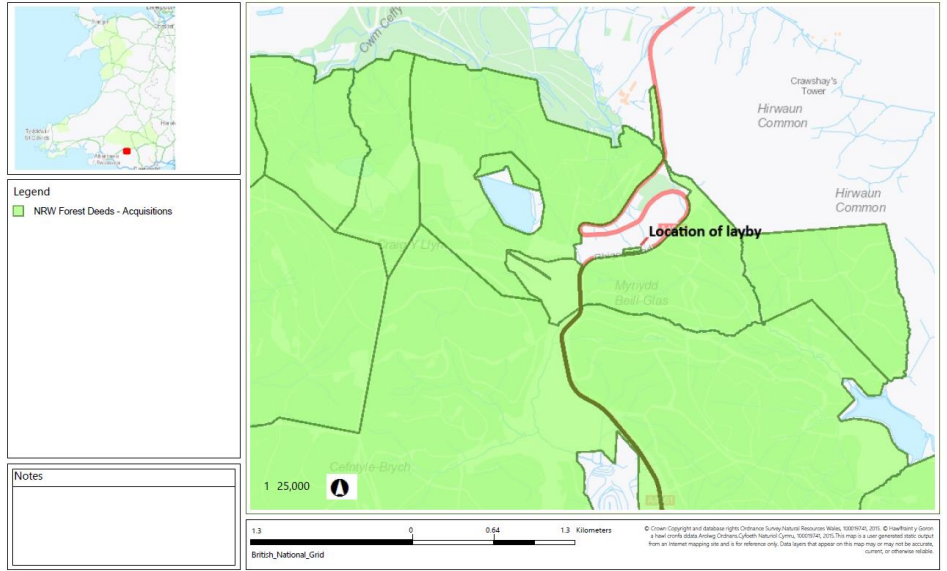 Legend
NRW Forest Deeds - Acquisitions
Notes
Cwm Ceffy
Crawshay's
Tower
Hirwaun
Common
Hirwaun
Common
Location of layby
Craig Y Llyn
Mynydd
Beili-Glas
Cefntyle-Brych
1 25,000
1.3
0
0.64
1.3 Kilometers
British_National_Grid
© Crown Copyright and database rights Ordnance Survey.Natural Resources Wales, 100019741, 2015. © Hawlfraint y Goron
a hawl cronfa ddata Arolwg Ordnans.Cyfoeth Naturiol Cymru, 100019741, 2015.This map is a user generated static output
from an Internet mapping site and is for reference only. Data layers that appear on this map may or may not be accurate,
current, or otherwise reliable.